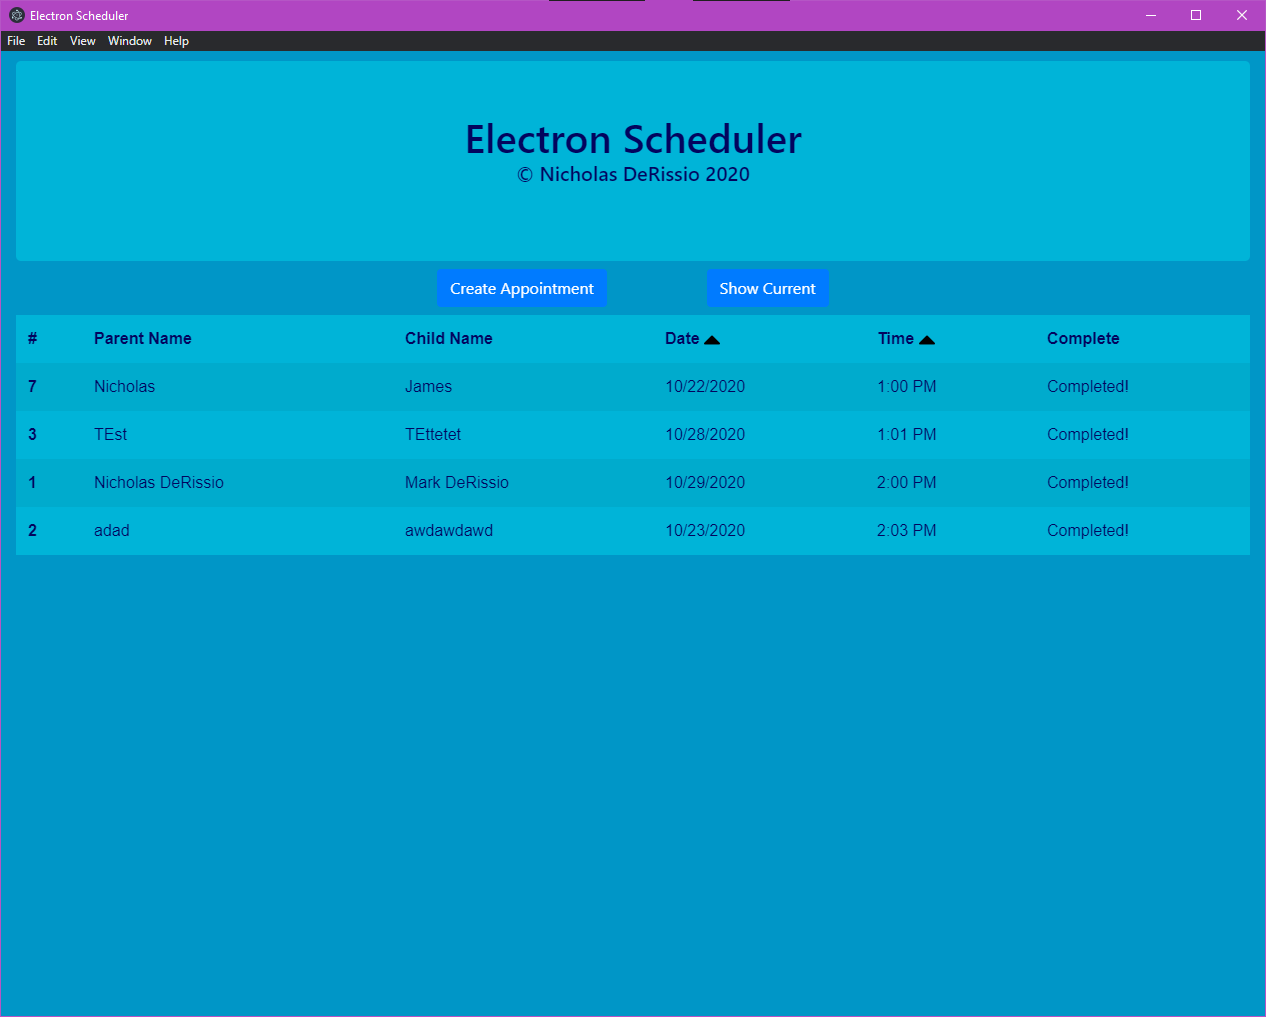 Electron Scheduler
File Edit View Window Help
Electron Scheduler
© Nicholas DeRissio 2020
Create Appointment Show Current
# Parent Name Child Name Date Time Complete
7 Nicholas James 10/22/2020 1:00 PM Completed!
3 TEst TEttetet 10/28/2020 1:01 PM Completed!
1 Nicholas DeRissio Mark DeRissio 10/29/2020 2:00 PM Completed!
2 adad awdawdawd 10/23/2020 2:03 PM Completed!